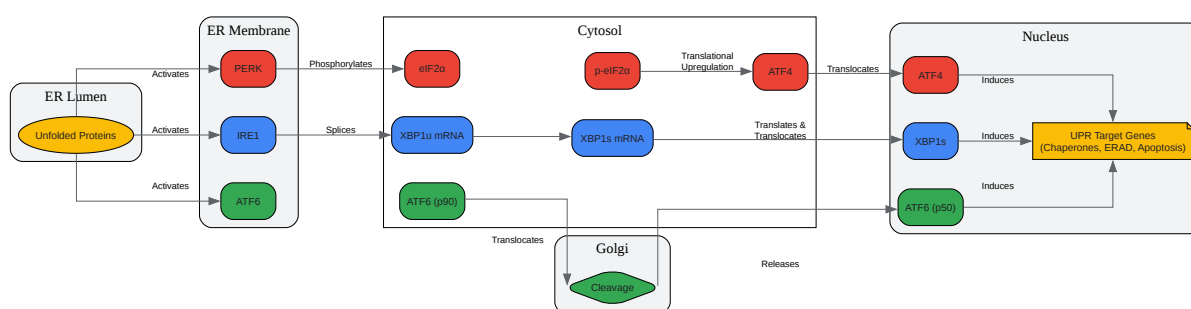 ER Membrane
Cytosol
Nucleus
PERK
Phosphorylates
eIF2α
p-eIF2α
Translational
Upregulation
ATF4
Translocates
ATF4
Induces
Activates
ER Lumen
Unfolded Proteins
Activates
IRE1
Splices
XBP1u mRNA
XBP1s mRNA
Translates &
Translocates
XBP1s
Induces
UPR Target Genes
(Chaperones, ERAD, Apoptosis)
Activates
ATF6
ATF6 (p90)
ATF6 (p50)
Induces
Translocates
Golgi
Cleavage
Releases